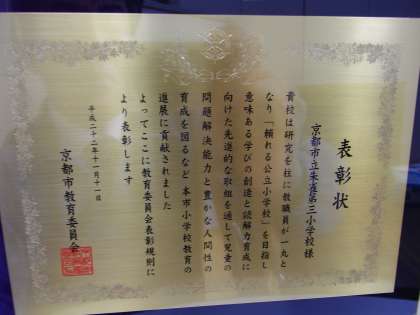 表彰状
京都市立朱雀第三小学校様
貴校は研究を柱に教職員が一丸と
なり「頼れる公立小学校」を目指し
意味ある学びの創造と読解力育成に
向けた先進的な取組を通して児童の
問題解決能力と豊かな人間性の
育成を図るなど本市小学校教育の
進展に貢献されました
よってここに教育委員会表彰規則に
より表彰します
平成二十二年十一月十一日
京都市教育委員会